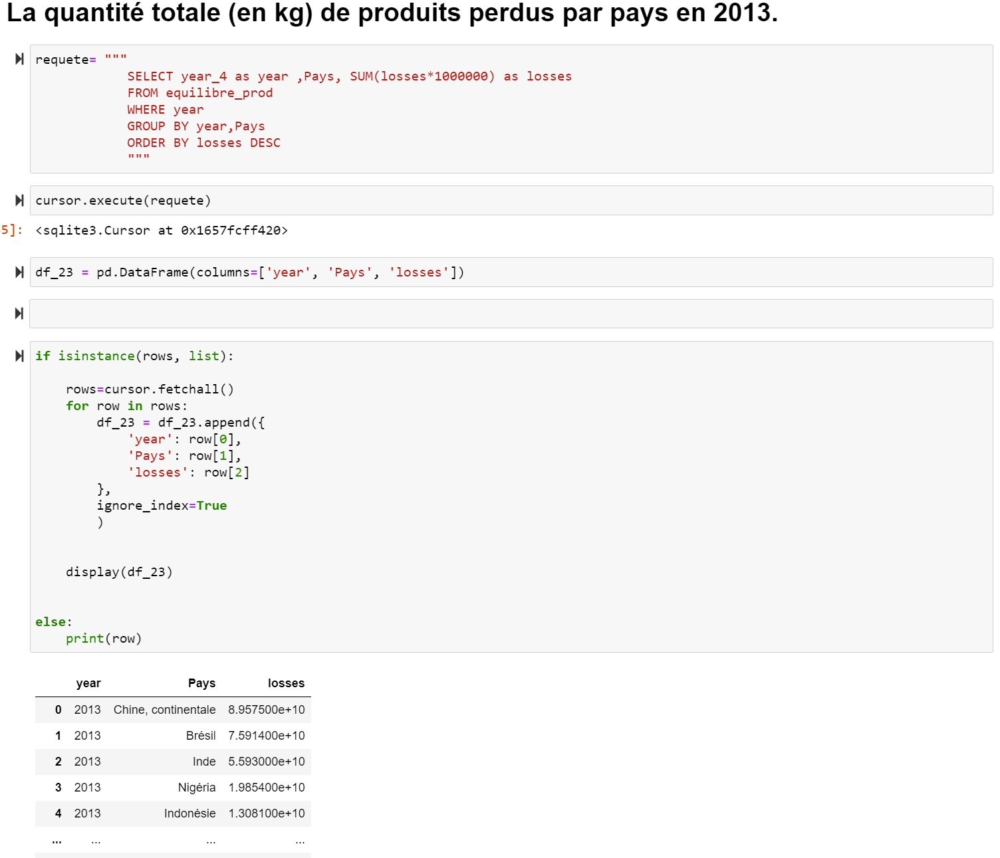 La quantité totale (en kg) de produits perdus par pays en 2013.
requete= """
SELECT year_4 as year ,Pays, SUM(losses*1000000) as losses
FROM equilibre_prod
WHERE year
GROUP BY year,Pays
ORDER BY losses DESC
"""
cursor.execute(requete)
5]: <sqlite3.Cursor at 0x1657fcff420>
df_23 = pd.DataFrame(columns=['year', 'Pays', 'losses'])
if isinstance(rows, list):
rows=cursor.fetchall()
for row in rows:
df_23 = df_23.append({
'year': row[0],
'Pays': row[1],
'losses': row[2]
},
ignore_index=True
)
display(df_23)
else:
print(row)
year Pays losses
0 2013 Chine, continentale 8.957500e+10
1 2013 Brésil 7.591400e+10
2 2013 Inde 5.593000e+10
3 2013 Nigéria 1.985400e+10
4 2013 Indonésie 1.308100e+10
... ... ... ...